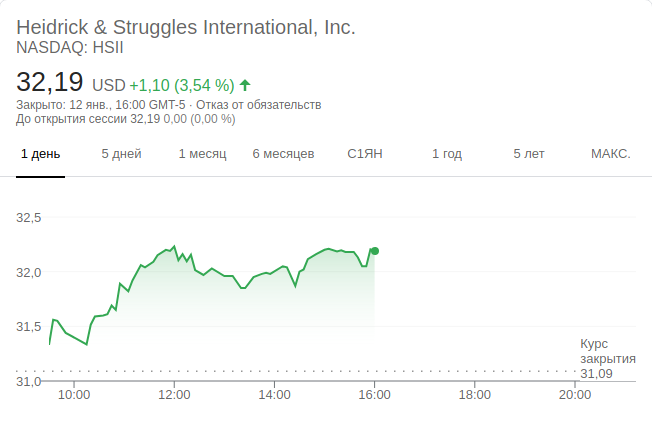 Heidrick & Struggles International, Inc.
NASDAQ: HSII
32,19 USD +1,10 (3,54 %)
Закрыто: 12 янв., 16:00 GMT-5 · Отказ от обязательств
До открытия сессии 32,19 0,00 (0,00 %)
1 день 5 дней 1 месяц 6 месяцев С1ЯН 1 год 5 лет МАКС.
32,5
32,0
31,5
Курс
закрытия
31,09
31,0
10:00 12:00 14:00 16:00 18:00 20:00